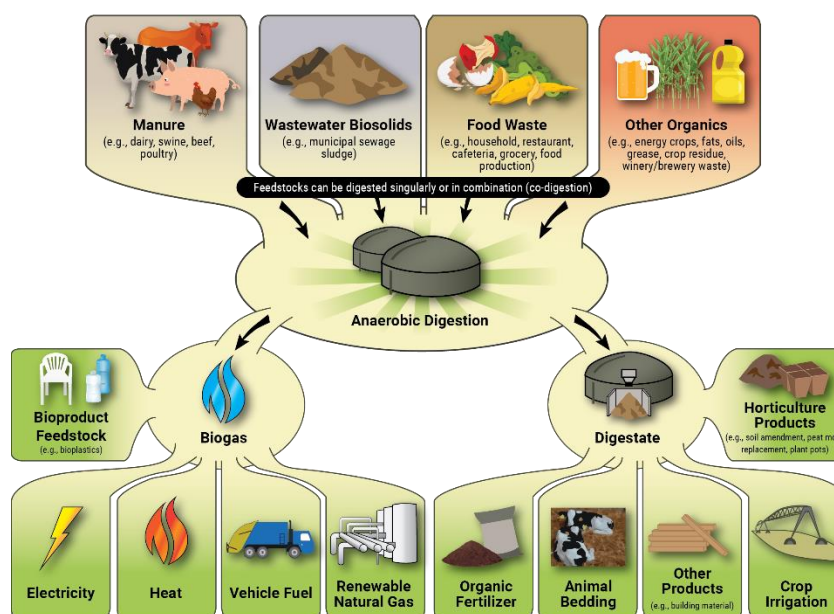 Manure
(e.g., dairy, swine, beef,
poultry)
Wastewater Biosolids
(e.g., municipal sewage
sludge)
Food Waste
(e.g., household, restaurant,
cafeteria, grocery, food
production)
Other Organics
(e.g., energy crops, fats, oils,
grease, crop residue,
winery/brewery waste)
Feedstocks can be digested singularly or in combination (co-digestion)
Anaerobic Digestion
Bioproduct
Feedstock
(e.g., bioplastics)
Biogas
Digestate
Horticulture
Products
(e.g., soil amendment, peat
replacement, plant pots)
Electricity
Heat
Vehicle Fuel
Renewable
Natural Gas
Organic
Fertilizer
Animal
Bedding
Other
Products
(e.g., building material)
Crop
Irrigation